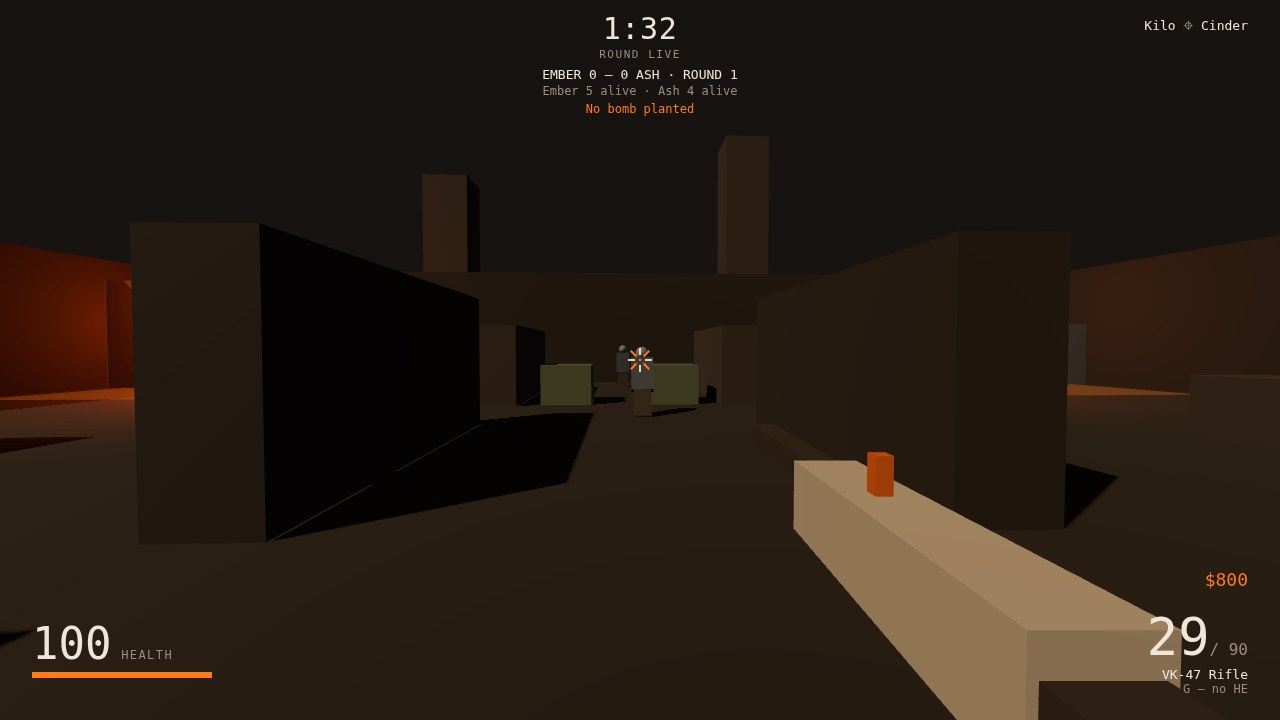 1:32
ROUND LIVE
EMBER 0 — 0 ASH · ROUND 1
Ember 5 alive · Ash 4 alive
No bomb planted
Kilo ⌖ Cinder
$800
100 HEALTH
29 / 90
VK-47 Rifle
G — no HE